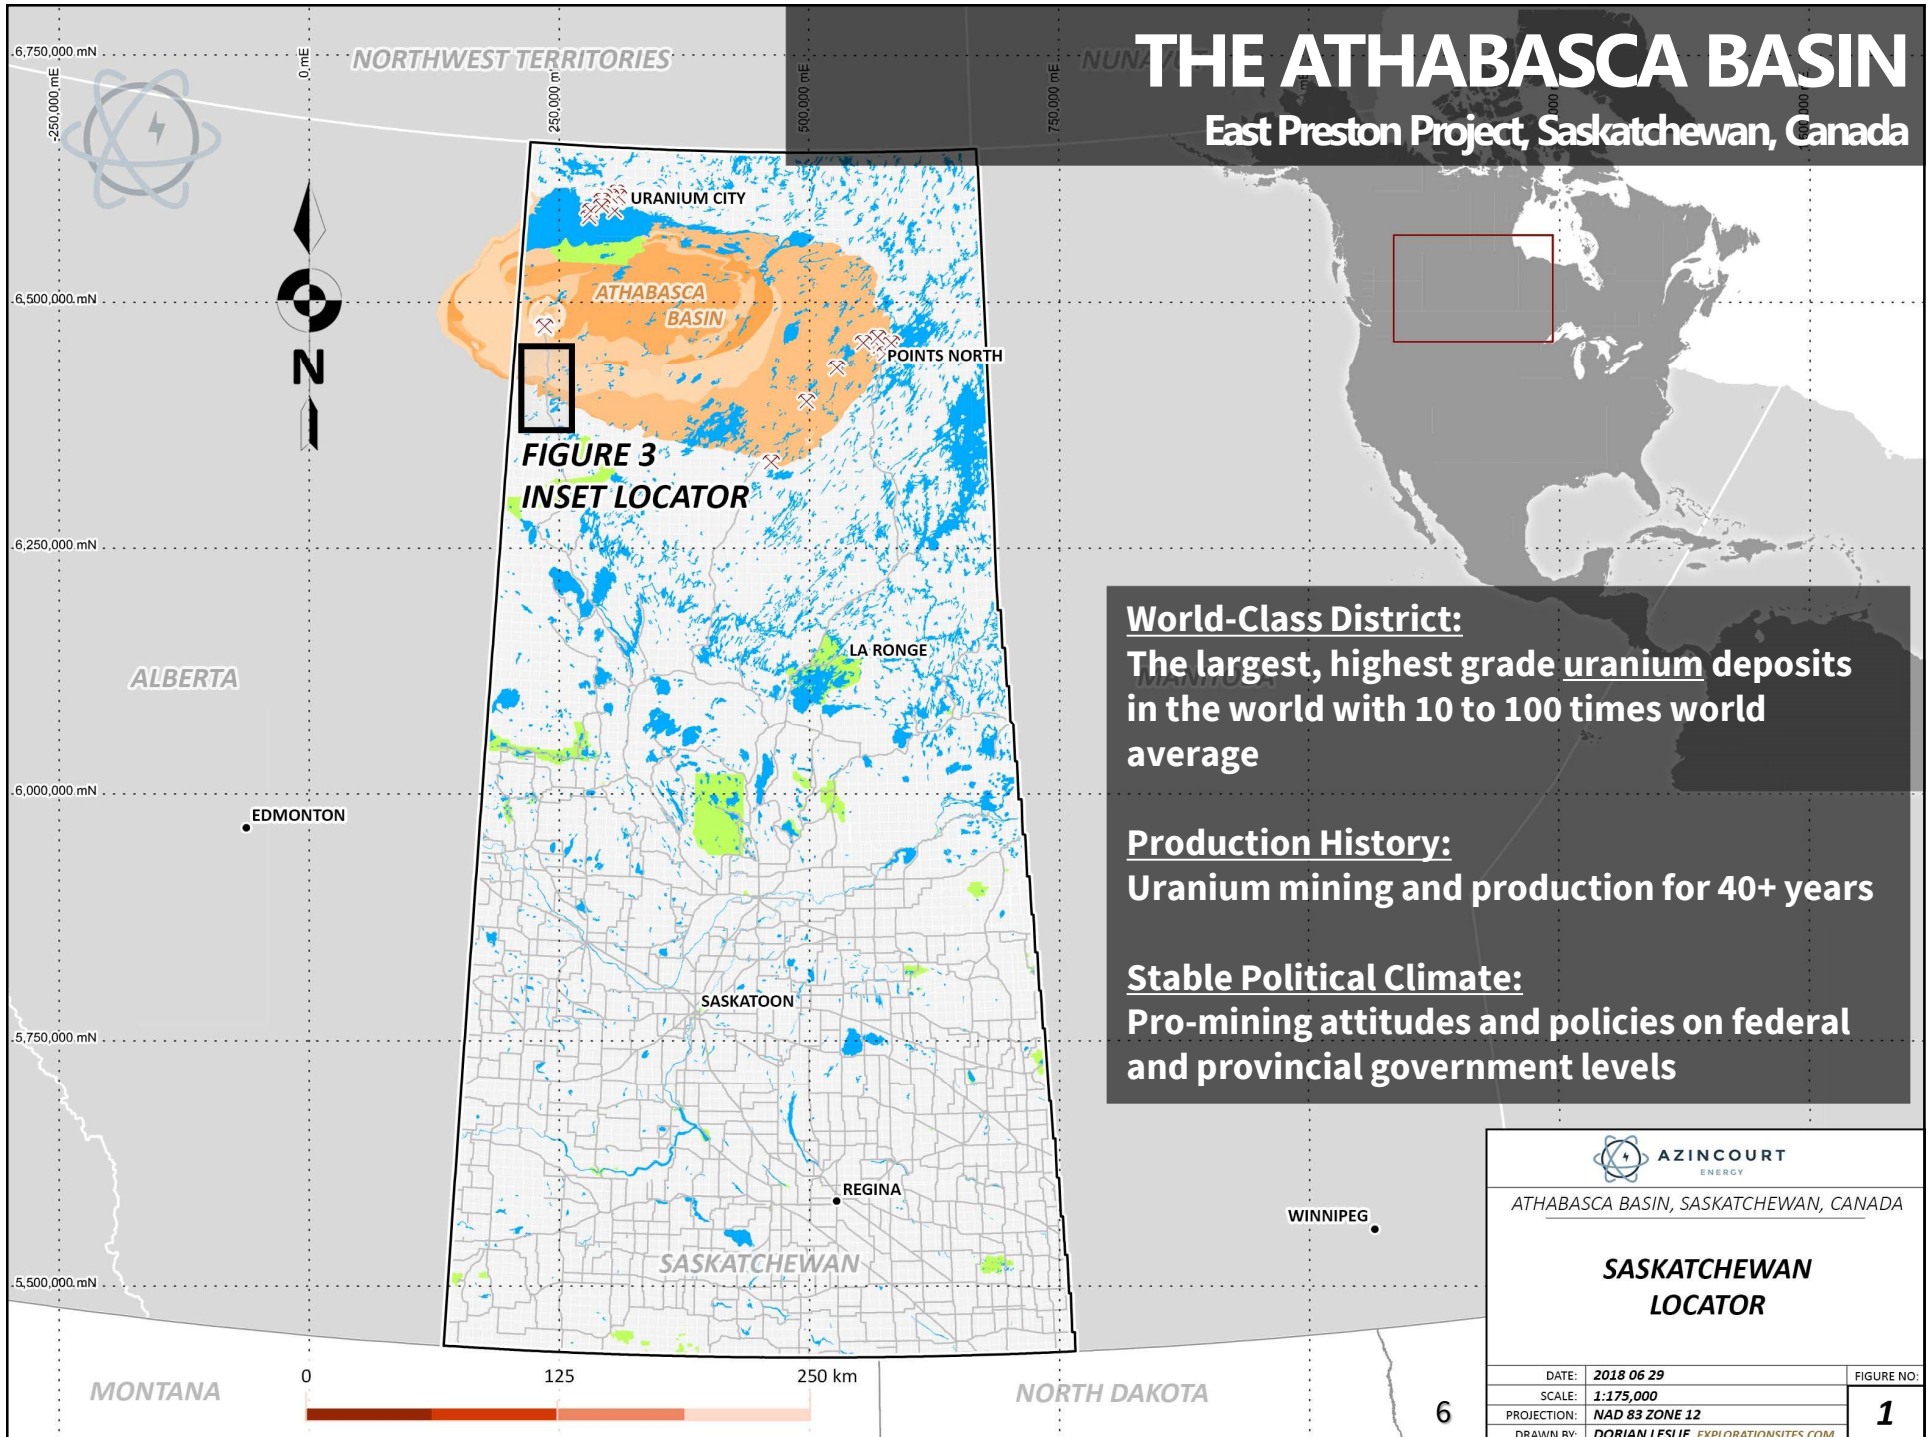 THE ATHABASCA BASIN
East Preston Project, Saskatchewan, Canada
NORTHWEST TERRITORIES
6,750,000 mN
-250,000 mE
0 mE
500,000 mE
750,000 mE
URANIUM CITY
ATHABASCA
BASIN
6,500,000 mN
N
POINTS NORTH
FIGURE 3
INSET LOCATOR
6,250,000 mN
World-Class District:
The largest, highest grade uranium deposits
in the world with 10 to 100 times world
average
Production History:
Uranium mining and production for 40+ years
Stable Political Climate:
Pro-mining attitudes and policies on federal
and provincial government levels
LA RONGE
ALBERTA
MANITOBA
6,000,000 mN
EDMONTON
SASKATOON
5,750,000 mN
REGINA
WINNIPEG
SASKATCHEWAN
5,500,000 mN
MONTANA
NORTH DAKOTA
0 125 250 km
6
AZINCOURT
ENERGY
ATHABASCA BASIN, SASKATCHEWAN, CANADA
SASKATCHEWAN
LOCATOR
DATE: 2018 06 29
FIGURE NO:
SCALE: 1:175,000
1
PROJECTION: NAD 83 ZONE 12
DRAWN BY: DORIAN LESLIE EXPLORATIONSITES.COM